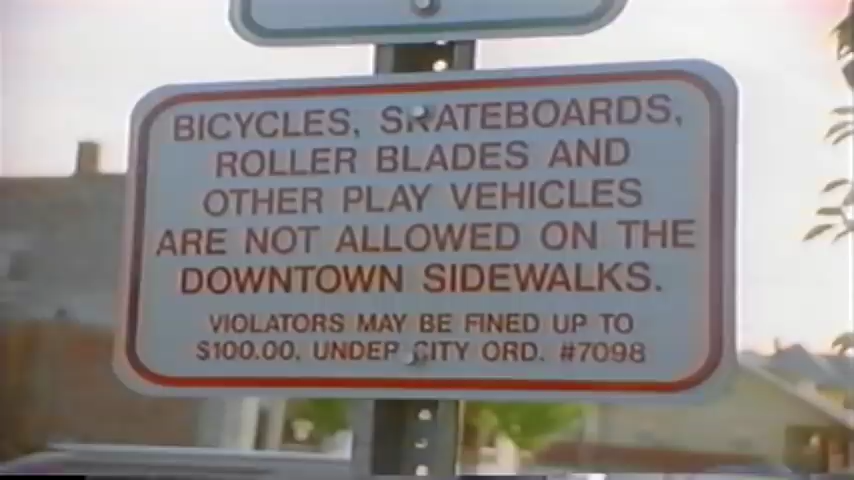 BICYCLES, SKATEBOARDS,
ROLLER BLADES AND
OTHER PLAY VEHICLES
ARE NOT ALLOWED ON THE
DOWNTOWN SIDEWALKS.
VIOLATORS MAY BE FINED UP TO
$100.00. UNDER CITY ORD. #7098